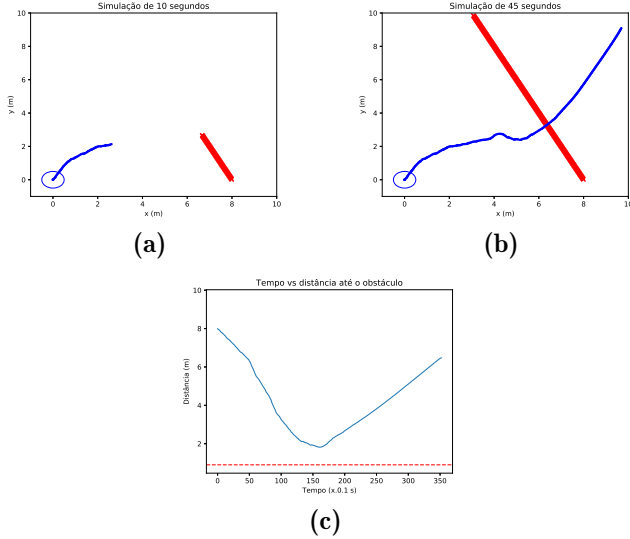 Simulação de 10 segundos
10
8
6
4
2
0
y (m)
0 2 4 6 8 10
x (m)
(a)
Simulação de 45 segundos
10
8
6
4
2
0
y (m)
0 2 4 6 8 10
x (m)
(b)
Tempo vs distância até o obstáculo
10
8
6
4
2
Distância (m)
0 50 100 150 200 250 300 350
Tempo (x.0.1 s)
(c)